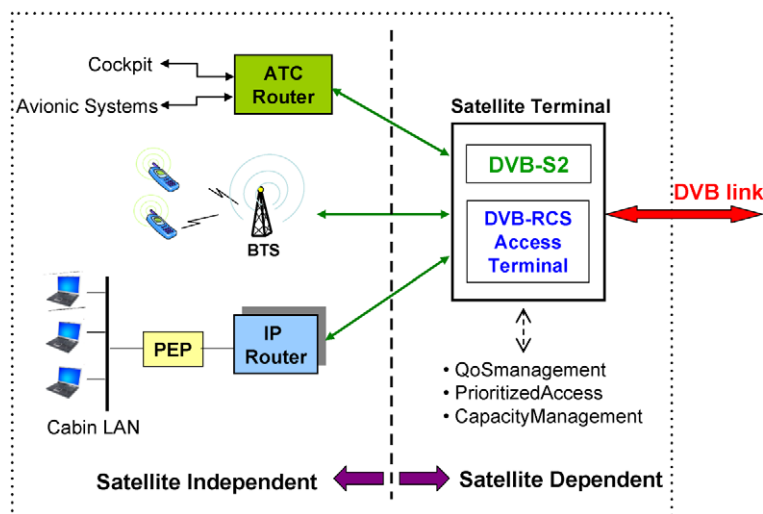 Cockpit
Avionic Systems
ATC
Router
Satellite Terminal
DVB-S2
DVB-RCS
Access
Terminal
DVB link
BTS
PEP
IP
Router
Cabin LAN
• QoSmanagement
• PrioritizedAccess
• CapacityManagement
Satellite Independent
Satellite Dependent